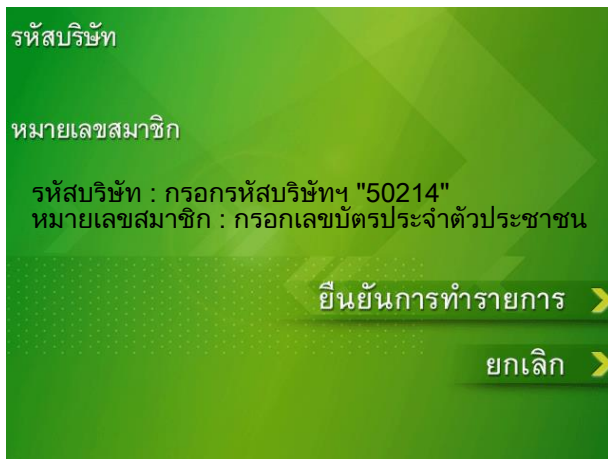 รหัสบริษัท
หมายเลขสมาชิก
รหัสบริษัท : กรอกรหัสบริษัทฯ "50214"
หมายเลขสมาชิก : กรอกเลขบัตรประจำตัวประชาชน
ยืนยันการทำรายการ
ยกเลิก